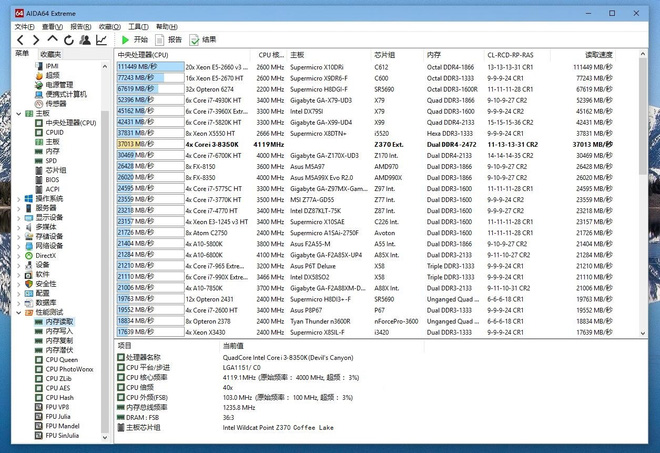 AIDA64 Extreme
文件(F) 查看(V) 报告(R) 收藏(O) 工具(T) 帮助(H)
开始 报告 结果
菜单 收藏夹
IPMI
超频
电源管理
便携式计算机
传感器
主板
中央处理器(CPU)
CPUID
主板
内存
SPD
芯片组
BIOS
ACPI
操作系统
服务器
显示设备
多媒体
存储设备
网络设备
DirectX
设备
软件
安全性
配置
数据库
性能测试
内存读取
内存写入
内存复制
内存潜伏
CPU Queen
CPU PhotoWorxx
CPU ZLib
CPU AES
CPU Hash
FPU VP8
FPU Julia
FPU Mandel
FPU SinJulia
中央处理器(CPU) CPU 核... 主板 芯片组 内存 CL-RCD-RP-RAS 读取速度
111449 MB/秒 20x Xeon E5-2660 v3 ... 2600 MHz Supermicro X10DRi C612 Octal DDR4-1866 13-13-13-31 CR1 111449 MB/秒
77243 MB/秒 16x Xeon E5-2670 HT 2600 MHz Supermicro X9DR6-F C600 Octal DDR3-1333 9-9-9-24 CR1 77243 MB/秒
67619 MB/秒 32x Opteron 6274 2200 MHz Supermicro H8DGI-F SR5690 Octal DDR3-1600R 11-11-11-28 CR1 67619 MB/秒
52396 MB/秒 6x Core i7-4930K HT 3400 MHz Gigabyte GA-X79-UD3 X79 Quad DDR3-1866 9-10-9-27 CR2 52396 MB/秒
45162 MB/秒 6x Core i7-3960X Extr... 3300 MHz Intel DX79SI X79 Quad DDR3-1600 9-9-9-24 CR2 45162 MB/秒
42431 MB/秒 6x Core i7-5820K HT 3300 MHz Gigabyte GA-X99-UD4 X99 Quad DDR4-2133 15-15-15-36 CR2 42431 MB/秒
37831 MB/秒 8x Xeon X5550 HT 2666 MHz Supermicro X8DTN+ i5520 Hexa DDR3-1333 9-9-9-24 CR1 37831 MB/秒
37013 MB/秒 4x Core i3-8350K 4119 MHz Z370 Ext. Dual DDR4-2472 11-13-13-31 CR2 37013 MB/秒
30469 MB/秒 4x Core i7-6700K HT 4000 MHz Gigabyte GA-Z170X-UD3 Z170 Int. Dual DDR4-2133 14-14-14-35 CR2 30469 MB/秒
26428 MB/秒 8x FX-8150 3600 MHz Asus M5A97 AMD970 Dual DDR3-1866 9-10-9-27 CR2 26428 MB/秒
26020 MB/秒 8x FX-8350 4000 MHz Asus M5A99X Evo R2.0 AMD990X Dual DDR3-1866 9-10-9-27 CR2 26020 MB/秒
24595 MB/秒 4x Core i7-5775C HT 3300 MHz Gigabyte GA-Z97MX-Gam... Z97 Int. Dual DDR3-1600 11-11-11-28 CR1 24595 MB/秒
23559 MB/秒 4x Core i7-3770K HT 3500 MHz MSI Z77A-GD55 Z77 Int. Dual DDR3-1600 9-9-9-24 CR2 23559 MB/秒
23184 MB/秒 4x Core i7-4770 HT 3400 MHz Intel DZ87KLT-75K Z87 Int. Dual DDR3-1600 9-9-9-27 CR2 23184 MB/秒
23157 MB/秒 4x Xeon E3-1245 v3 HT 3400 MHz Supermicro X10SAE C226 Int. Dual DDR3-1600 11-11-11-28 CR1 23157 MB/秒
21726 MB/秒 8x Atom C2750 2400 MHz Supermicro A1SAi-2750F Avoton Dual DDR3-1600 11-11-11-28 CR1 21726 MB/秒
21404 MB/秒 4x A10-5800K 3800 MHz Asus F2A55-M A55 Int. Dual DDR3-1866 9-10-9-27 CR2 21404 MB/秒
21284 MB/秒 4x A10-6800K 4100 MHz Gigabyte GA-F2A85X-UP4 A85X Int. Dual DDR3-2133 9-11-10-27 CR2 21284 MB/秒
21240 MB/秒 4x Core i7-965 Extre... 3200 MHz Asus P6T Deluxe X58 Triple DDR3-1333 9-9-9-24 CR1 21240 MB/秒
21210 MB/秒 6x Core i7-990X Extre... 3466 MHz Intel DX58SO2 X58 Triple DDR3-1333 9-9-9-24 CR1 21210 MB/秒
21006 MB/秒 4x A10-7850K 3700 MHz Gigabyte GA-F2A88XM-D... A88X Int. Dual DDR3-2133 9-11-10-31 CR2 21006 MB/秒
19763 MB/秒 12x Opteron 2431 2400 MHz Supermicro H8DI3+-F SR5690 Unganged Quad ... 6-6-6-18 CR1 19763 MB/秒
19552 MB/秒 4x Core i7-2600 HT 3400 MHz Asus P8P67 P67 Dual DDR3-1333 9-9-9-24 CR1 19552 MB/秒
18834 MB/秒 8x Opteron 2378 2400 MHz Tyan Thunder n3600R nForcePro-3600 Unganged Quad ... 6-6-6-18 CR1 18834 MB/秒
17639 MB/秒 4x Xeon X3430 2400 MHz Supermicro X8SIL-F i3420 Dual DDR3-1333 9-9-9-24 CR1 17639 MB/秒
项目 当前值
处理器名称 QuadCore Intel Core i3-8350K (Devil's Canyon)
CPU 平台/步进 LGA1151/ C0
CPU 核心频率 4119.1MHz (原始频率： 4000 MHz, 超频： 3%)
CPU 倍频 40x
CPU 外频(FSB) 103.0 MHz (原始频率： 100 MHz, 超频： 3%)
内存总线频率 1235.8 MHz
DRAM : FSB 36:3
主板芯片组 Intel Wildcat Point Z370 Coffee Lake